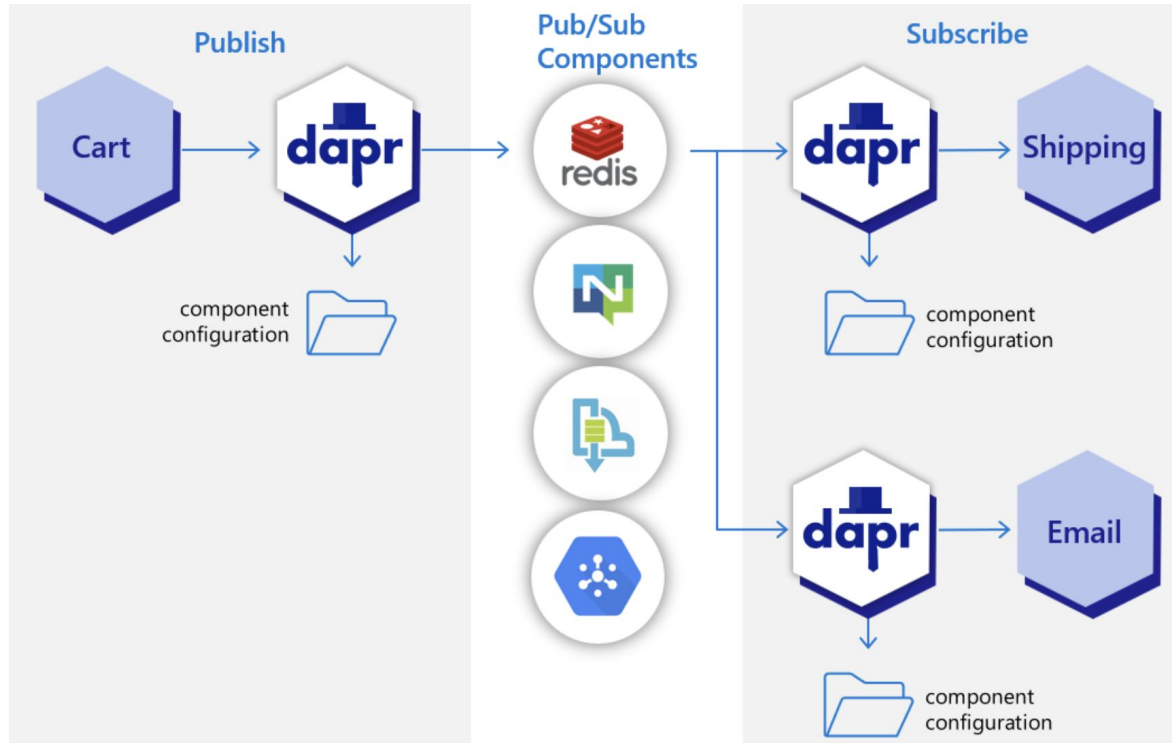 Publish
Pub/Sub
Components
Subscribe
Cart
dapr
redis
dapr
Shipping
component
configuration
N
component
configuration
dapr
Email
component
configuration